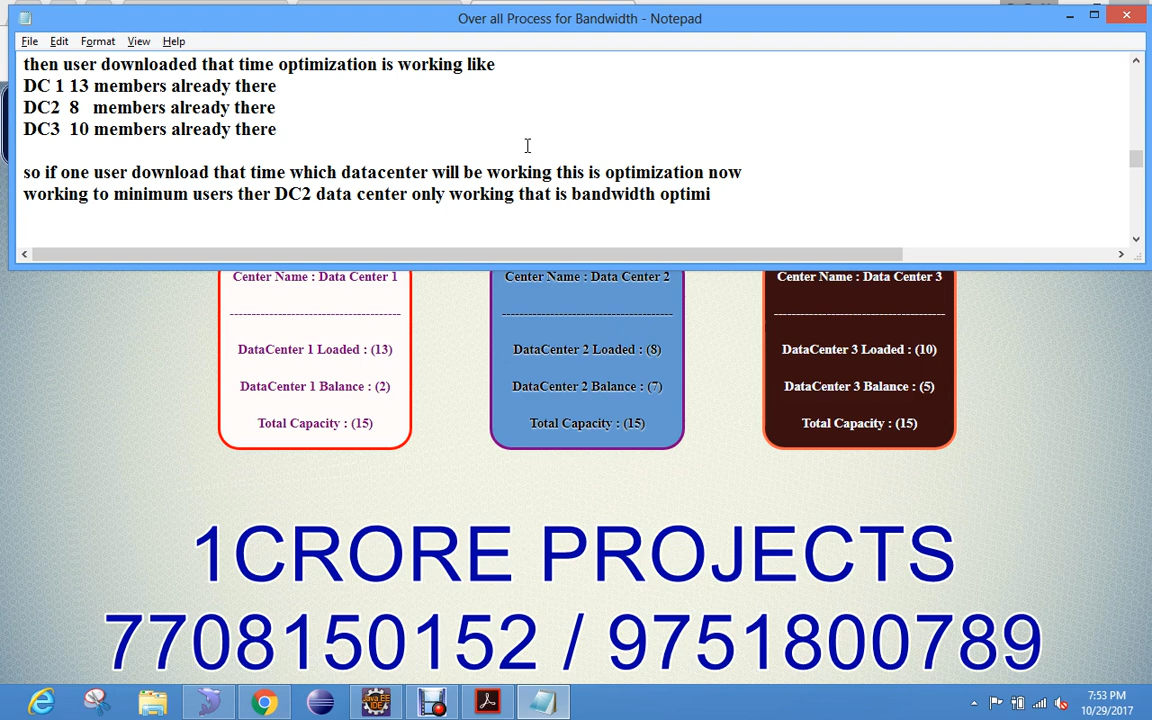 Over all Process for Bandwidth - Notepad
File Edit Format View Help
then user downloaded that time optimization is working like
DC 1 13 members already there
DC2 8 members already there
DC3 10 members already there
so if one user download that time which datacenter will be working this is optimization now
working to minimum users ther DC2 data center only working that is bandwidth optimi
Center Name : Data Center 1
---------------------------------------
DataCenter 1 Loaded : (13)
DataCenter 1 Balance : (2)
Total Capacity : (15)
Center Name : Data Center 2
---------------------------------------
DataCenter 2 Loaded : (8)
DataCenter 2 Balance : (7)
Total Capacity : (15)
Center Name : Data Center 3
---------------------------------------
DataCenter 3 Loaded : (10)
DataCenter 3 Balance : (5)
Total Capacity : (15)
1CRORE PROJECTS
7708150152 / 9751800789
Java EE
IDE
7:53 PM
10/29/2017